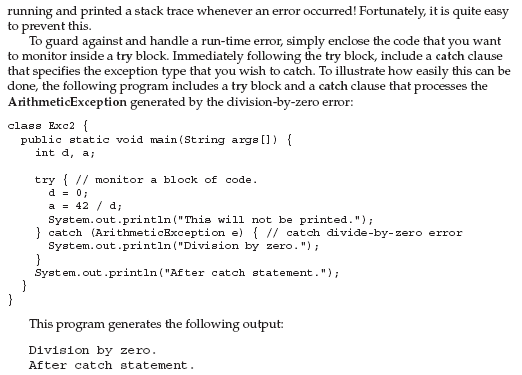 running and printed a stack trace whenever an error occurred! Fortunately, it is quite easy
to prevent this.
To guard against and handle a run-time error, simply enclose the code that you want
to monitor inside a try block. Immediately following the try block, include a catch clause
that specifies the exception type that you wish to catch. To illustrate how easily this can be
done, the following program includes a try block and a catch clause that processes the
ArithmeticException generated by the division-by-zero error:
class Exc2 {
public static void main(String args[]) {
int d, a;
try { // monitor a block of code.
d = 0;
a = 42 / d;
System.out.println("This will not be printed.");
} catch (ArithmeticException e) { // catch divide-by-zero error
System.out.println("Division by zero.");
}
System.out.println("After catch statement.");
}
}
This program generates the following output:
Division by zero.
After catch statement.